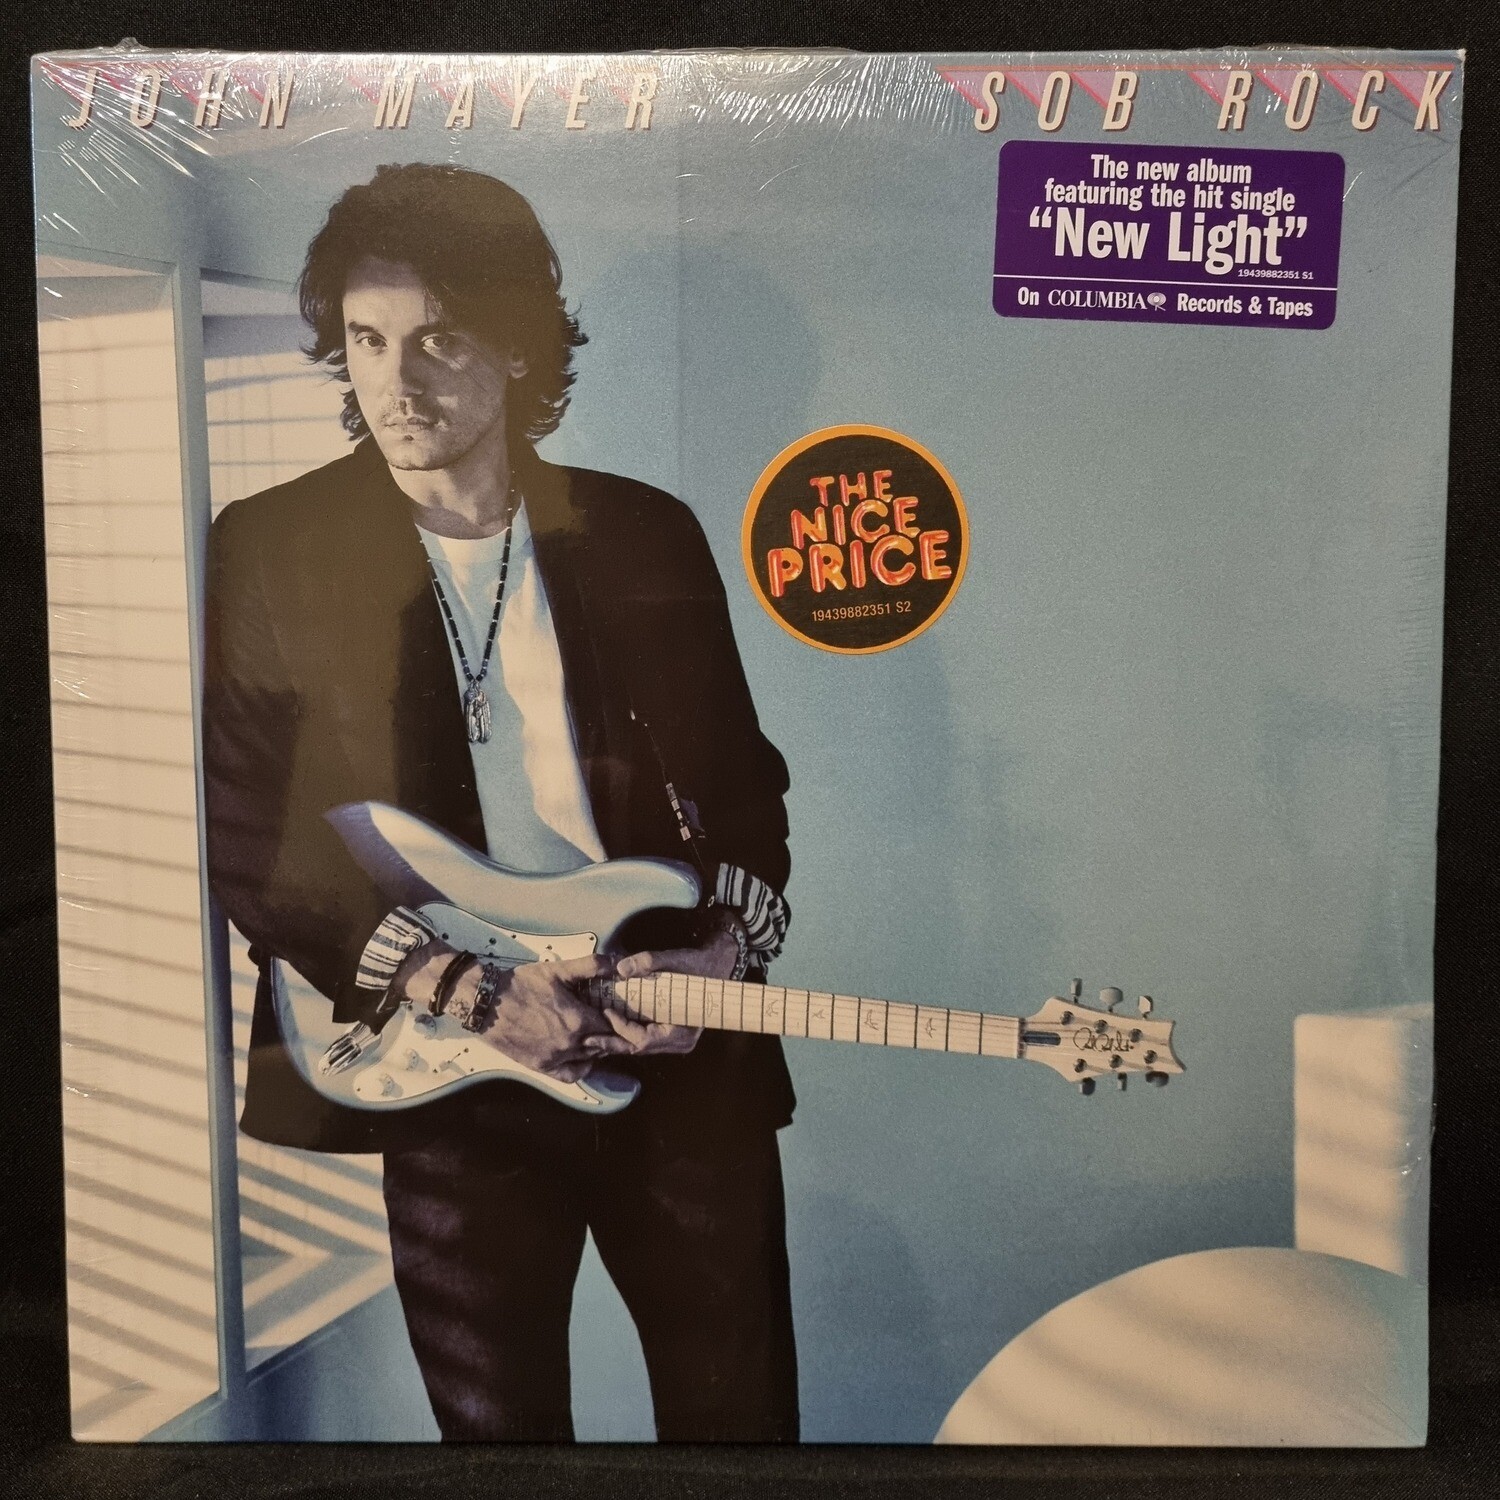 JOHN MAYER SOB ROCK
The new album
featuring the hit single
“New Light”
19439882351 S1
On COLUMBIA Records & Tapes
THE
NICE
PRICE
19439882351 S2